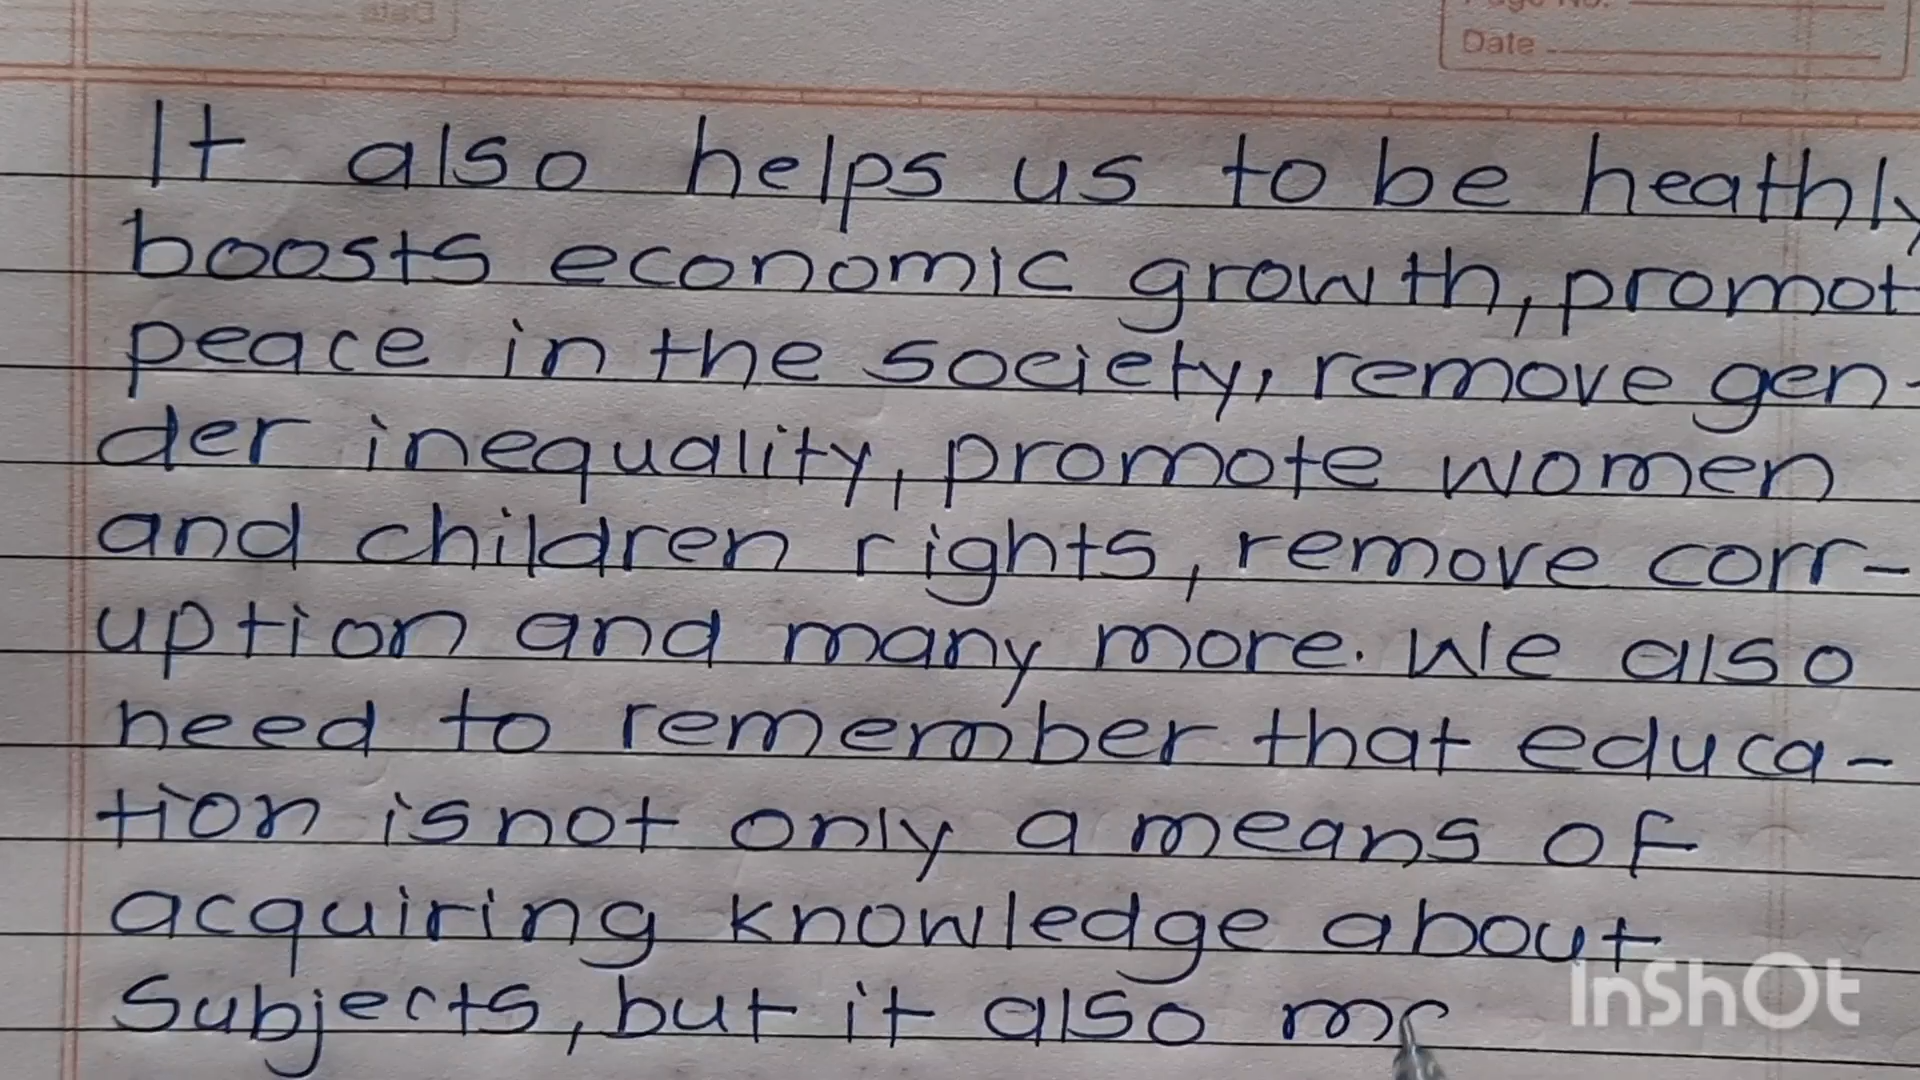 Date
It also helps us to be heathly
boosts economic growth, promot
peace in the society, remove gen-
der inequality, promote women
and children rights, remove corr-
uption and many more. We also
need to remember that educa-
tion is not only a means of
acquiring knowledge about
Subjects, but it also
InShOt